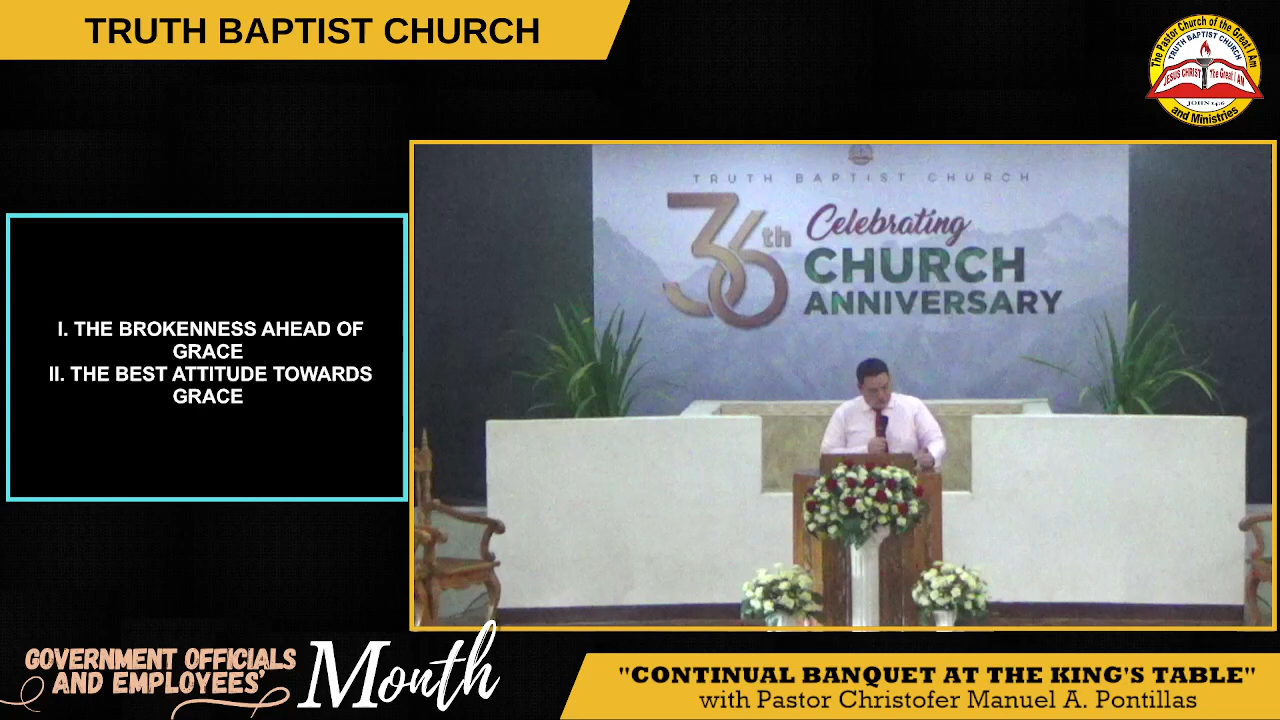 TRUTH BAPTIST CHURCH
The Pastor Church of the Great I Am
TRUTH BAPTIST CHURCH
JESUS CHRIST The Great I AM
JOHN 14:6
and Ministries
TRUTH BAPTIST CHURCH
36th
Celebrating
CHURCH
ANNIVERSARY
I. THE BROKENNESS AHEAD OF
GRACE
II. THE BEST ATTITUDE TOWARDS
GRACE
GOVERNMENT OFFICIALS
AND EMPLOYEES'
Month
"CONTINUAL BANQUET AT THE KING'S TABLE"
with Pastor Christofer Manuel A. Pontillas